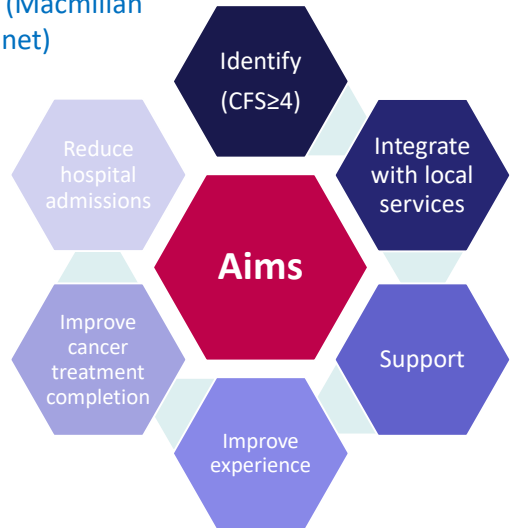 (Macmillan
net)
Identify
(CFS≥4)
Integrate
with local
services
Support
Improve
experience
Improve
cancer
treatment
completion
Reduce
hospital
admissions
Aims